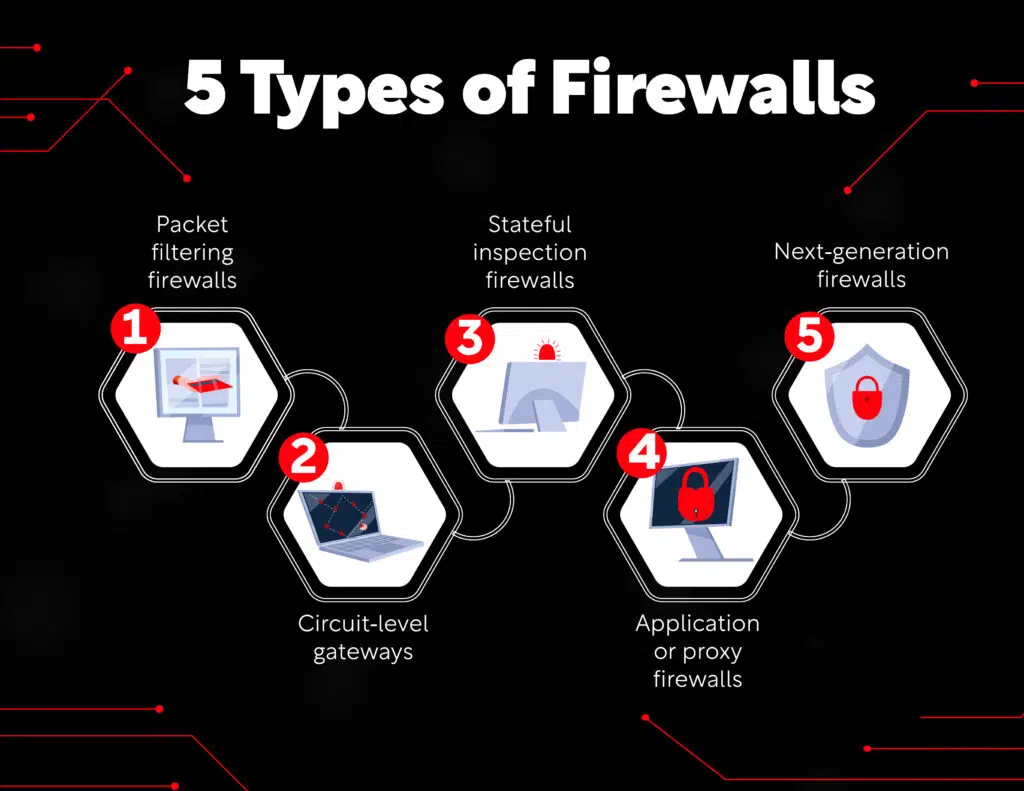 5 Types of Firewalls
Packet
filtering
firewalls
1
2
Circuit-level
gateways
Stateful
inspection
firewalls
3
4
Application
or proxy
firewalls
Next-generation
firewalls
5